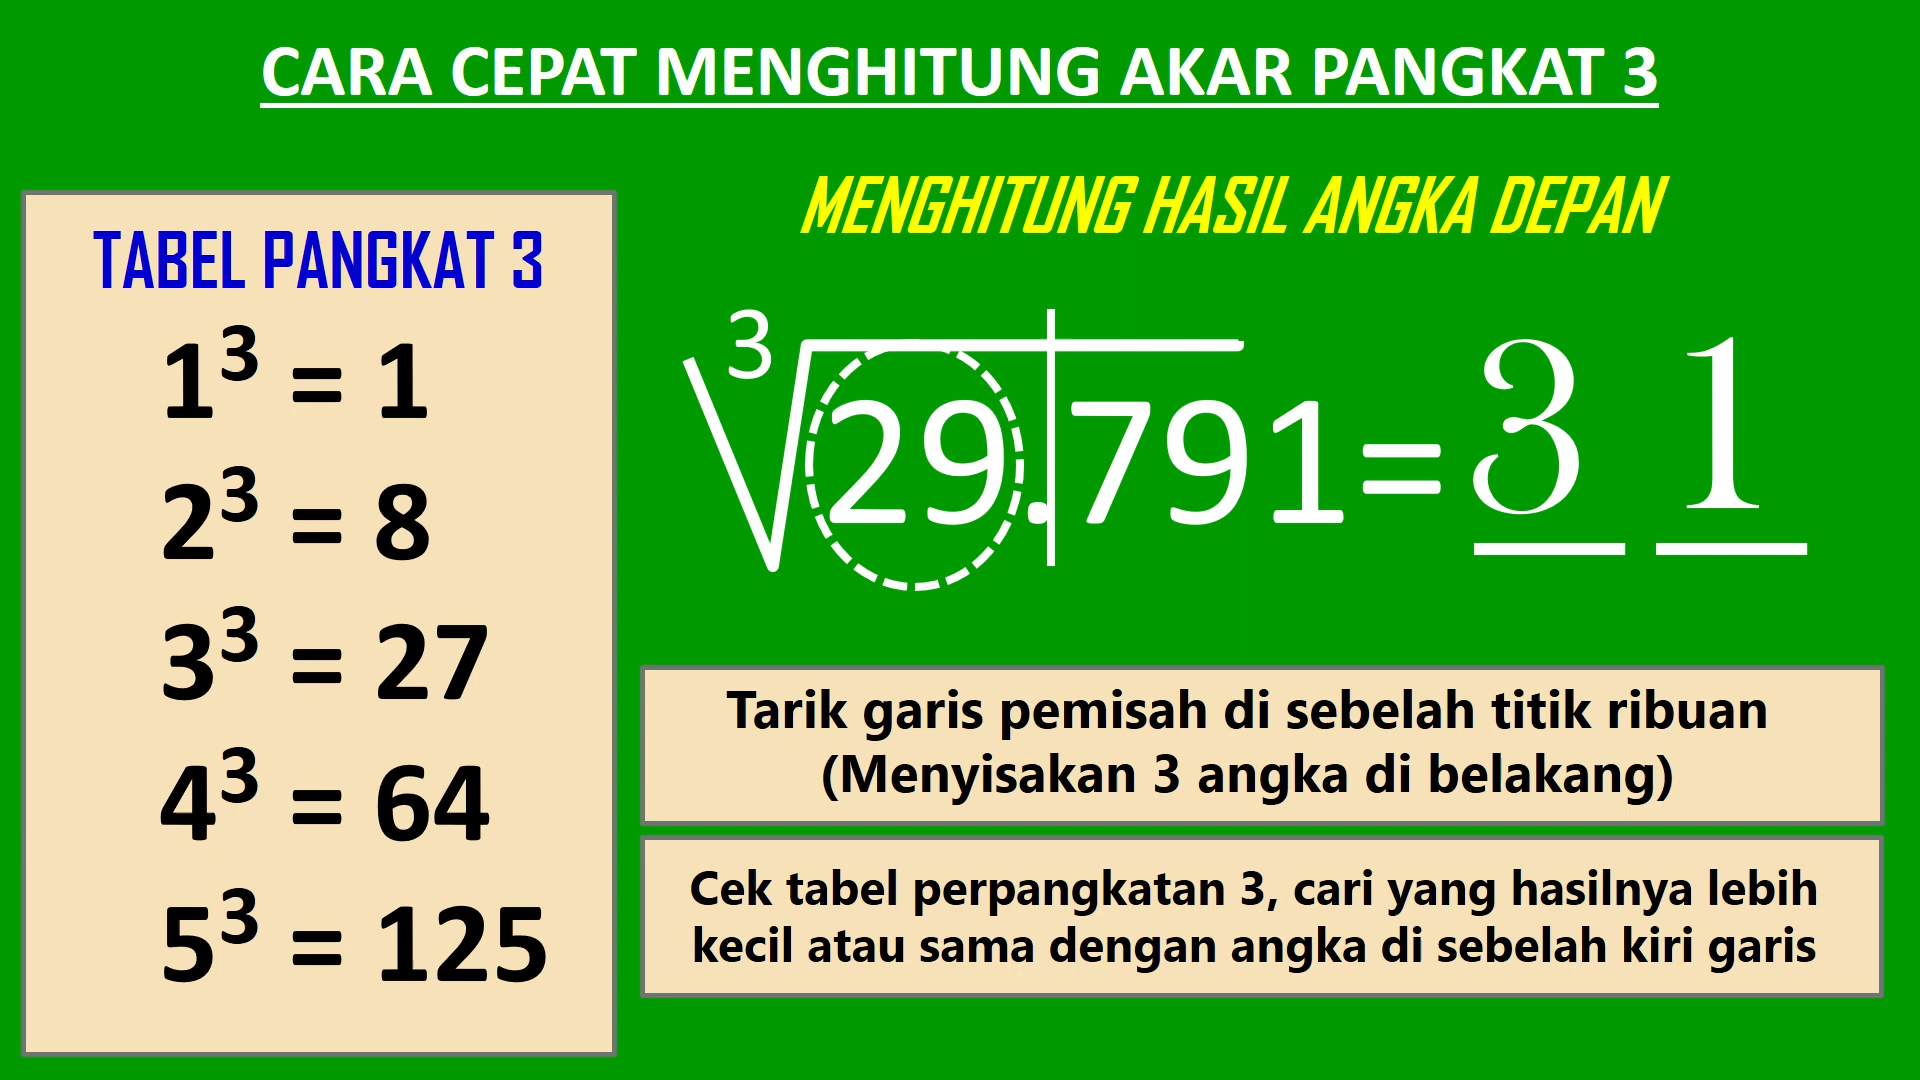 CARA CEPAT MENGHITUNG AKAR PANGKAT 3
TABEL PANGKAT 3
1³ = 1
2³ = 8
3³ = 27
4³ = 64
5³ = 125
MENGHITUNG HASIL ANGKA DEPAN
³√29.|791= 3 1
Tarik garis pemisah di sebelah titik ribuan
(Menyisakan 3 angka di belakang)
Cek tabel perpangkatan 3, cari yang hasilnya lebih
kecil atau sama dengan angka di sebelah kiri garis